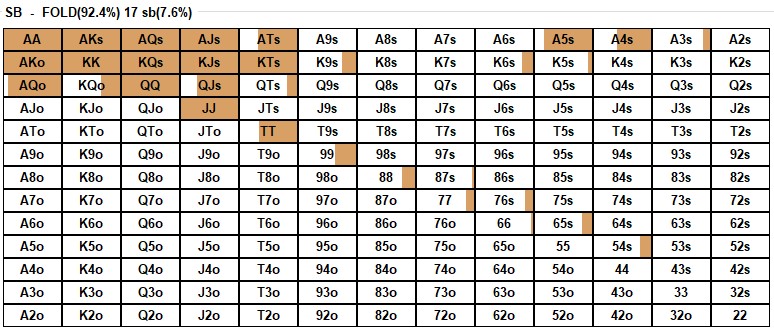 SB - FOLD(92.4%) 17 sb(7.6%)
AA AKs AQs AJs ATs A9s A8s A7s A6s A5s A4s A3s A2s
AKo KK KQs KJs KTs K9s K8s K7s K6s K5s K4s K3s K2s
AQo KQo QQ QJs QTs Q9s Q8s Q7s Q6s Q5s Q4s Q3s Q2s
AJo KJo QJo JJ JTs J9s J8s J7s J6s J5s J4s J3s J2s
ATo KTo QTo JTo TT T9s T8s T7s T6s T5s T4s T3s T2s
A9o K9o Q9o J9o T9o 99 98s 97s 96s 95s 94s 93s 92s
A8o K8o Q8o J8o T8o 98o 88 87s 86s 85s 84s 83s 82s
A7o K7o Q7o J7o T7o 97o 87o 77 76s 75s 74s 73s 72s
A6o K6o Q6o J6o T6o 96o 86o 76o 66 65s 64s 63s 62s
A5o K5o Q5o J5o T5o 95o 85o 75o 65o 55 54s 53s 52s
A4o K4o Q4o J4o T4o 94o 84o 74o 64o 54o 44 43s 42s
A3o K3o Q3o J3o T3o 93o 83o 73o 63o 53o 43o 33 32s
A2o K2o Q2o J2o T2o 92o 82o 72o 62o 52o 42o 32o 22